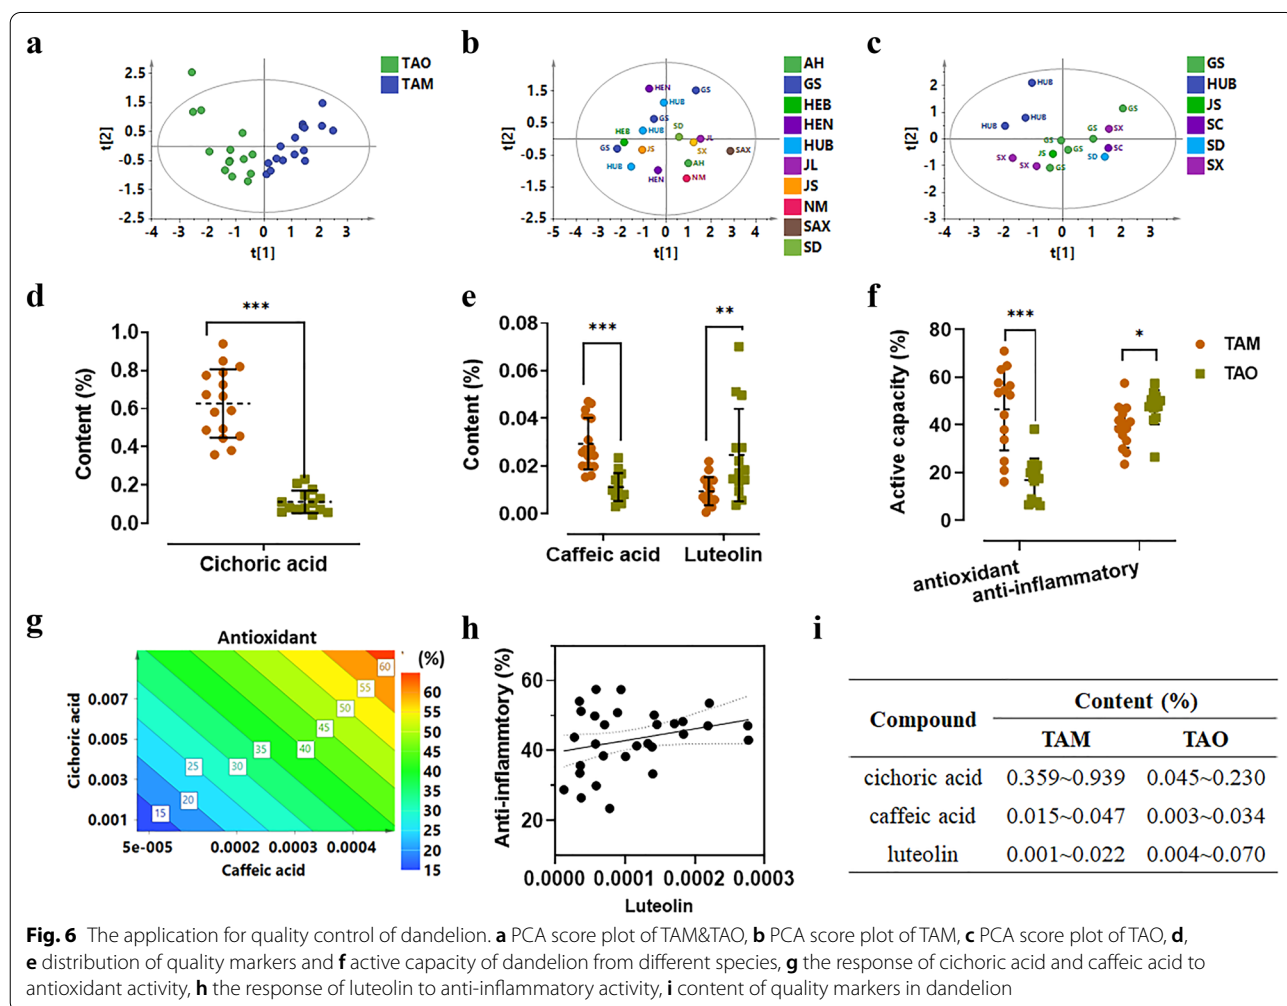 a
TAO
TAM
t[2]
2.5
1.5
0.5
-0.5
-1.5
-2.5
-4 -3 -2 -1 0 1 2 3
t[1]
b
AH
GS
HEB
HEN
HUB
JL
JS
NM
SAX
SD
t[2]
1.5
0.5
-0.5
-1.5
-2.5
HEN
GS
HUB
GS
HUB
SD
HEB
JL
GS
JS
SX
SAX
HUB
AH
HEN
NM
-5 -4 -3 -2 -1 0 1 2 3 4 5
t[1]
c
GS
HUB
JS
SC
SD
SX
t[2]
2
1
0
-1
-2
-3
HUB
GS
HUB
HUB
GS
SX
GS
GS
SC
JS
SD
SX
SX
GS
-4 -3 -2 -1 0 1 2 3
t[1]
d
Content (%)
1.0
0.8
0.6
0.4
0.2
0.0
***
Cichoric acid
e
Content (%)
0.08
0.06
0.04
0.02
0.00
***
**
Caffeic acid Luteolin
f
Active capacity (%)
80
60
40
20
0
***
*
antioxidant
anti-inflammatory
TAM
TAO
g
Antioxidant
Cichoric acid
0.007
0.005
0.003
0.001
15
20
25
30
35
40
45
50
55
60
5e-005 0.0002 0.0003 0.0004
Caffeic acid
(%)
60
55
50
45
40
35
30
25
20
15
h
Anti-inflammtory (%)
60
40
20
0.0000 0.0001 0.0002 0.0003
Luteolin
i
Compound Content (%)
TAM TAO
cichoric acid 0.359~0.939 0.045~0.230
caffeic acid 0.015~0.047 0.003~0.034
luteolin 0.001~0.022 0.004~0.070
Fig. 6 The application for quality control of dandelion. a PCA score plot of TAM&TAO, b PCA score plot of TAM, c PCA score plot of TAO, d,
e distribution of quality markers and f active capacity of dandelion from different species, g the response of cichoric acid and caffeic acid to
antioxidant activity, h the response of luteolin to anti-inflammatory activity, i content of quality markers in dandelion